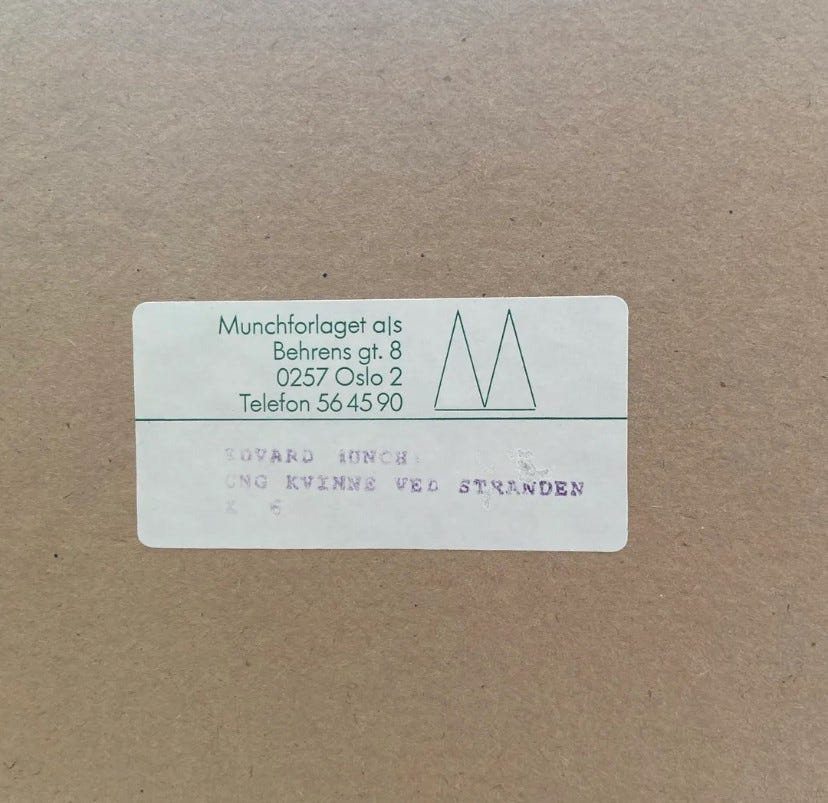 Munchforlaget a|s
Behrens gt. 8
0257 Oslo 2
Telefon 56 45 90
EDVARD MUNCH:
UNG KVINNE VED STRANDEN
K 6